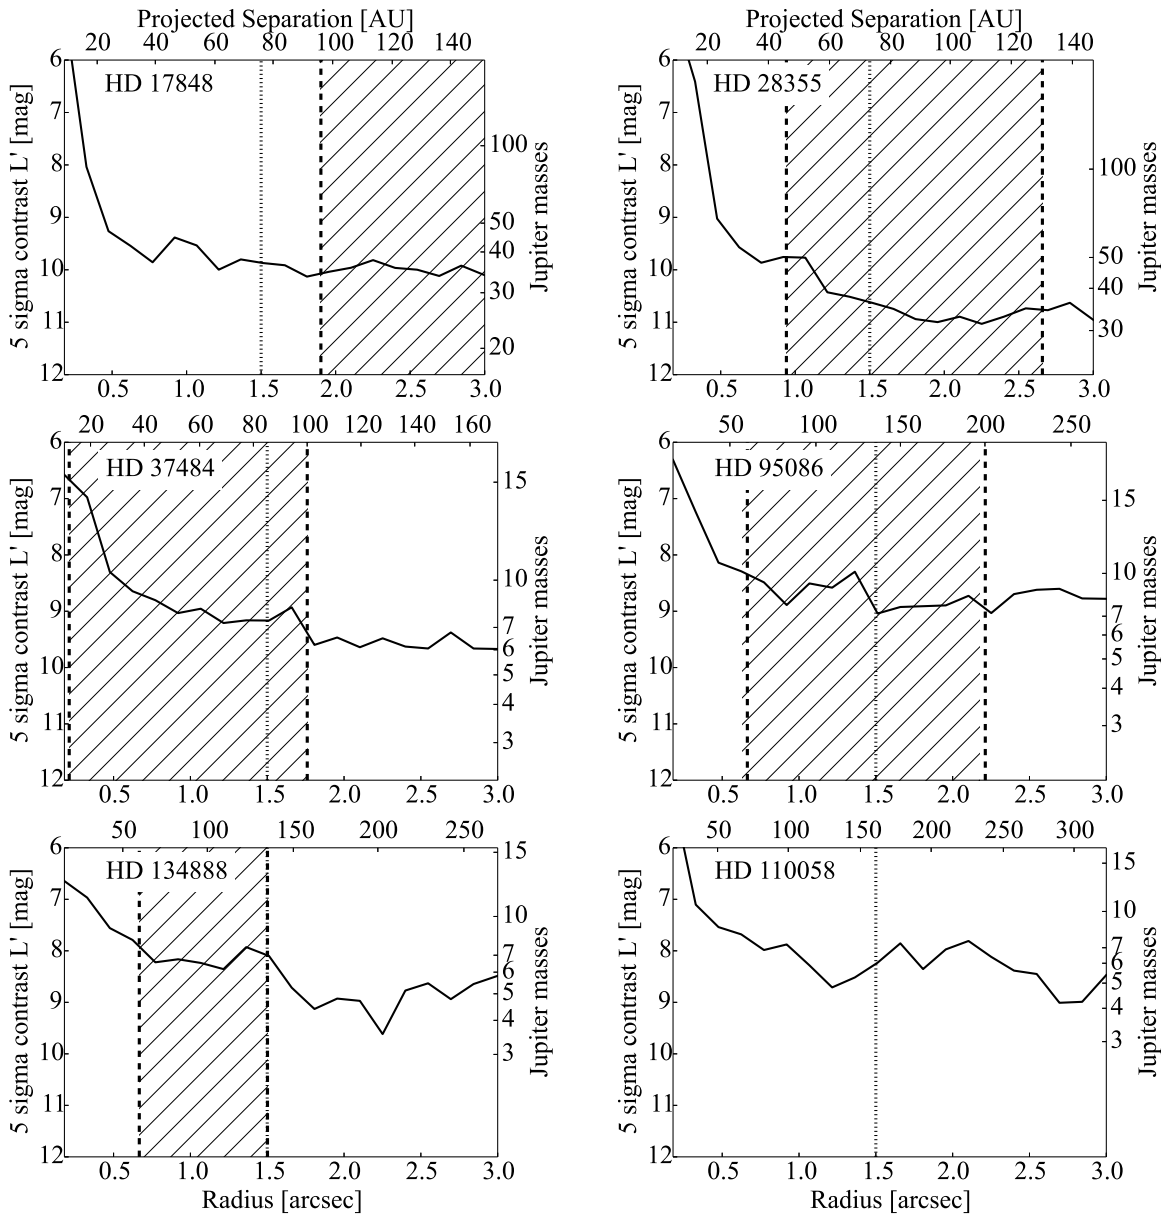 Projected Separation [AU]
20 40 60 80 100 120 140
HD 17848
5 sigma contrast L' [mag]
6
7
8
9
10
11
12
100
50
40
30
20
Jupiter masses
0.5 1.0 1.5 2.0 2.5 3.0
Projected Separation [AU]
20 40 60 80 100 120 140
HD 28355
5 sigma contrast L' [mag]
6
7
8
9
10
11
12
100
50
40
30
Jupiter masses
0.5 1.0 1.5 2.0 2.5 3.0
20 40 60 80 100 120 140 160
HD 37484
5 sigma contrast L' [mag]
6
7
8
9
10
11
12
15
10
7
6
5
4
3
Jupiter masses
0.5 1.0 1.5 2.0 2.5 3.0
50 100 150 200 250
HD 95086
5 sigma contrast L' [mag]
6
7
8
9
10
11
12
15
10
7
6
5
4
3
Jupiter masses
0.5 1.0 1.5 2.0 2.5 3.0
50 100 150 200 250
HD 134888
5 sigma contrast L' [mag]
6
7
8
9
10
11
12
15
10
7
6
5
4
3
Jupiter masses
0.5 1.0 1.5 2.0 2.5 3.0
Radius [arcsec]
50 100 150 200 250 300
HD 110058
5 sigma contrast L' [mag]
6
7
8
9
10
11
12
15
10
7
6
5
4
3
Jupiter masses
0.5 1.0 1.5 2.0 2.5 3.0
Radius [arcsec]